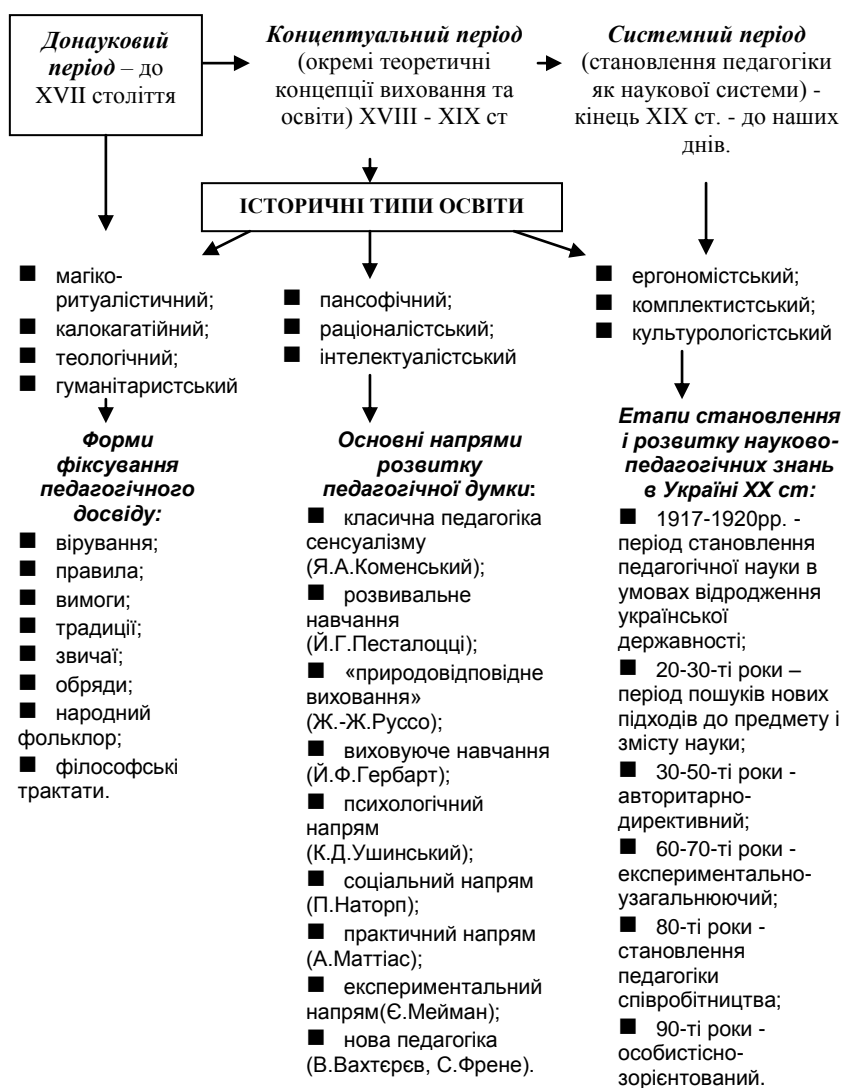 Донауковий
період – до
XVII століття
Концептуальний період
(окремі теоретичні
концепції виховання та
освіти) XVIII - XIX ст
Системний період
(становлення педагогіки
як наукової системи) -
кінець XIX ст. - до наших
днів.
ІСТОРИЧНІ ТИПИ ОСВІТИ
■ магіко-
ритуалістичний;
■ калокагатійний;
■ теологічний;
■ гуманітаристський
■ пансофічний;
■ раціоналістський;
■ інтелектуалістський
■ ергономістський;
■ комплектистський;
■ культурологістський
Форми
фіксування
педагогічного
досвіду:
■ вірування;
■ правила;
■ вимоги;
■ традиції;
■ звичаї;
■ обряди;
■ народний
фольклор;
■ філософські
трактати.
Основні напрями
розвитку
педагогічної думки:
■ класична педагогіка
сенсуалізму
(Я.А.Коменський);
■ розвивальне
навчання
(Й.Г.Песталоцці);
■ «природовідповідне
виховання»
(Ж.-Ж.Руссо);
■ виховуюче навчання
(Й.Ф.Гербарт);
■ психологічний
напрям
(К.Д.Ушинський);
■ соціальний напрям
(П.Наторп);
■ практичний напрям
(А.Маттіас);
■ експериментальний
напрям(Є.Мейман);
■ нова педагогіка
(В.Вахтєрєв, С.Френе).
Етапи становлення
і розвитку науково-
педагогічних знань
в Україні ХХ ст:
■ 1917-1920рр. -
період становлення
педагогічної науки в
умовах відродження
української
державності;
■ 20-30-ті роки –
період пошуків нових
підходів до предмету і
змісту науки;
■ 30-50-ті роки -
авторитарно-
директивний;
■ 60-70-ті роки -
експериментально-
узагальнюючий;
■ 80-ті роки -
становлення
педагогіки
співробітництва;
■ 90-ті роки -
особистісно-
зорієнтований.